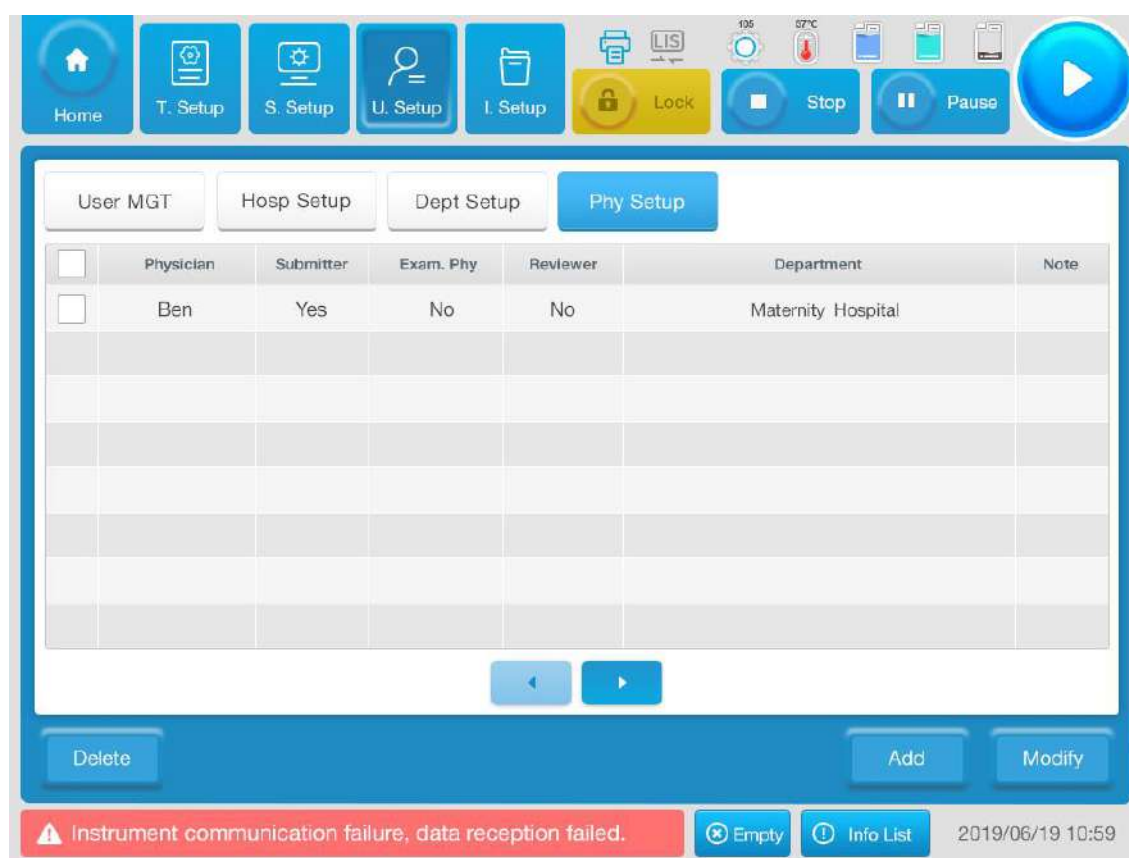 105 37°C
LIS
Home T. Setup S. Setup U. Setup I. Setup Lock Stop Pause
User MGT Hosp Setup Dept Setup Phy Setup
Physician Submitter Exam. Phy Reviewer Department Note
Ben Yes No No Maternity Hospital
Delete Add Modify
Instrument communication failure, data reception failed. Empty Info List 2019/06/19 10:59